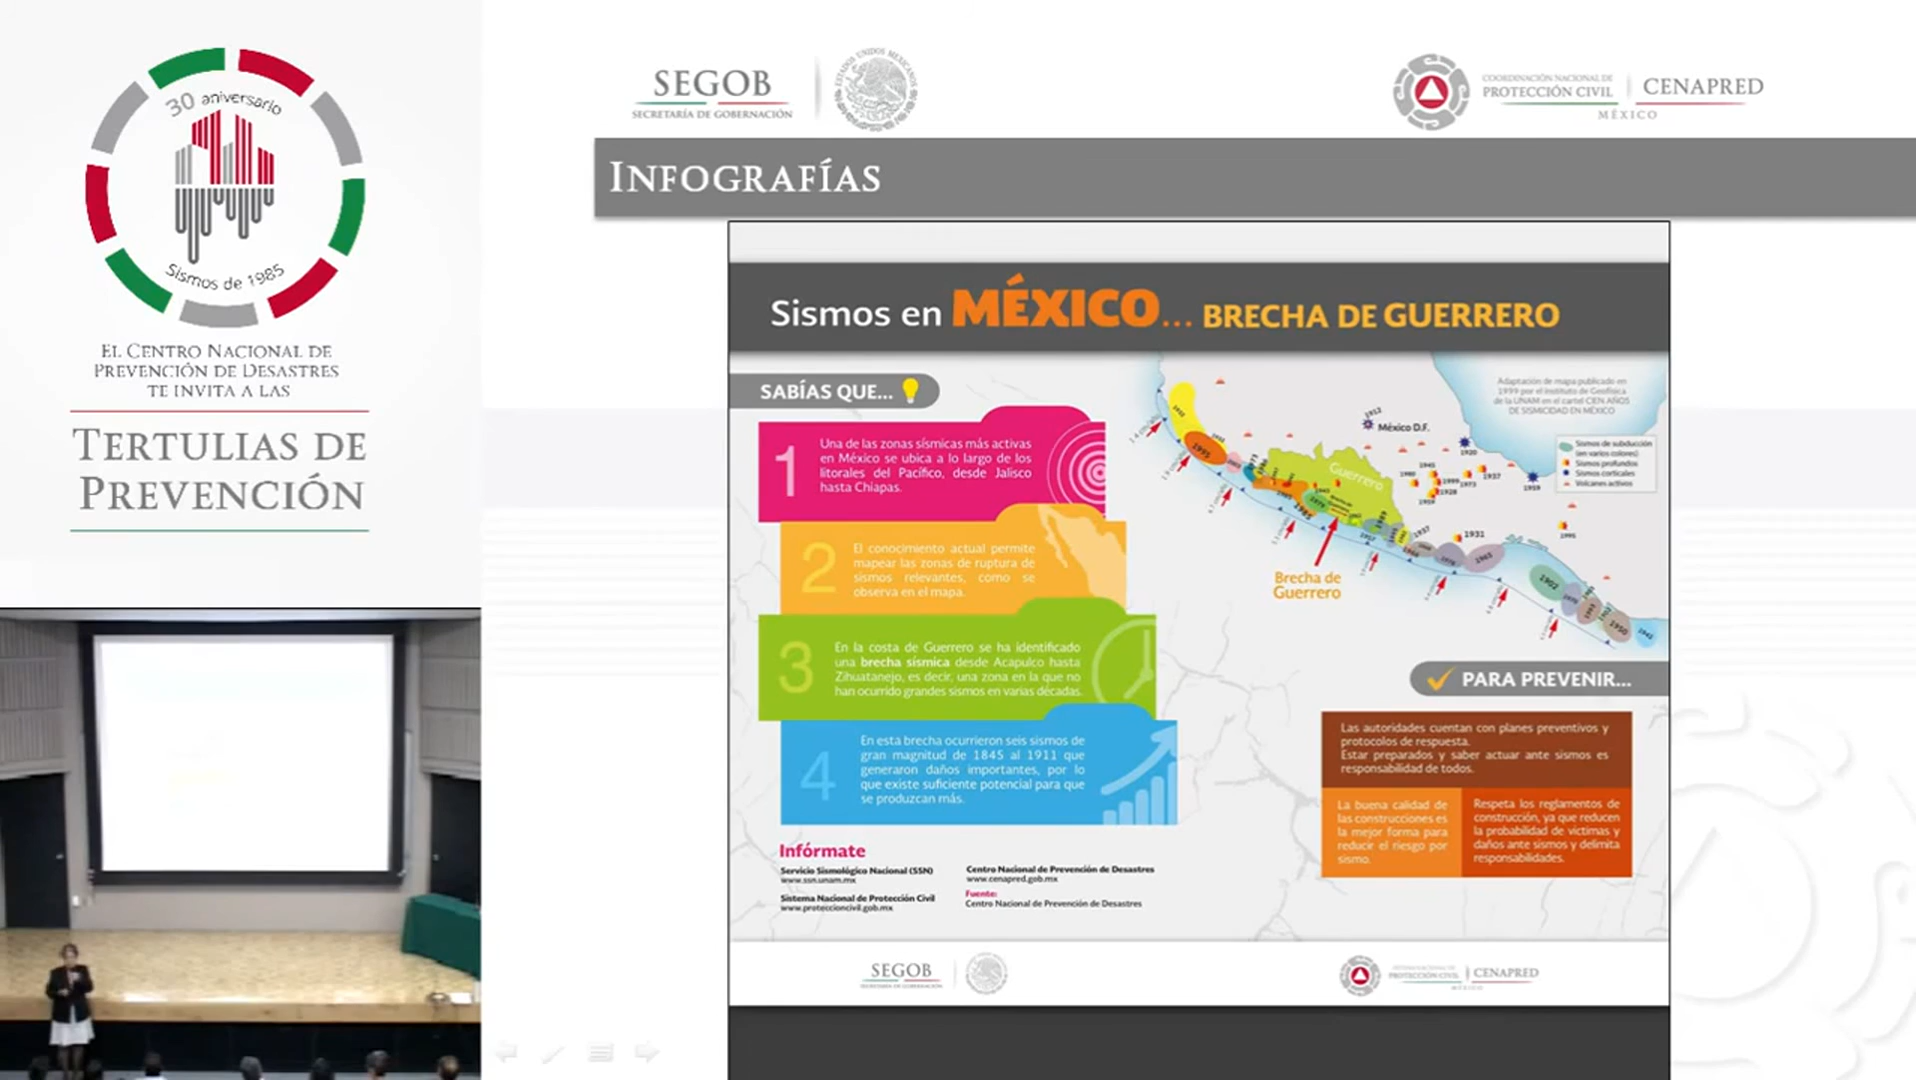 30 aniversario
Sismos de 1985
EL CENTRO NACIONAL DE
PREVENCIÓN DE DESASTRES
TE INVITA A LAS
TERTULIAS DE
PREVENCIÓN
SEGOB
SECRETARÍA DE GOBERNACIÓN
ESTADOS UNIDOS MEXICANOS
COORDINACIÓN NACIONAL DE
PROTECCIÓN CIVIL
CENAPRED
MÉXICO
INFOGRAFÍAS
Sismos en MÉXICO... BRECHA DE GUERRERO
SABÍAS QUE...
1
Una de las zonas sísmicas más activas
en México se ubica a lo largo de los
litorales del Pacífico, desde Jalisco
hasta Chiapas.
2
El conocimiento actual permite
mapear las zonas de ruptura de
sismos relevantes, como se
observa en el mapa.
3
En la costa de Guerrero se ha identificado
una brecha sísmica desde Acapulco hasta
Zihuatanejo, es decir, una zona en la que no
han ocurrido grandes sismos en varias décadas.
4
En esta brecha ocurrieron seis sismos de
gran magnitud de 1845 al 1911 que
generaron daños importantes, por lo
que existe suficiente potencial para que
se produzcan más.
Adaptación de mapa publicado en
1999 por el Instituto de Geofísica
de la UNAM en el cartel CIEN AÑOS
DE SISMICIDAD EN MÉXICO
Sismos de subducción
(en varios colores)
Sismos profundos
Sismos corticales
Volcanes activos
1912
México D.F.
1920
1937
1931
1995
Guerrero
1985
1902
1950
Brecha de
Guerrero
PARA PREVENIR...
Las autoridades cuentan con planes preventivos y
protocolos de respuesta.
Estar preparados y saber actuar ante sismos es
responsabilidad de todos.
La buena calidad de
las construcciones es
la mejor forma para
reducir el riesgo por
sismo.
Respeta los reglamentos de
construcción, ya que reducen
la probabilidad de víctimas y
daños ante sismos y delimita
responsabilidades.
Infórmate
Servicio Sismológico Nacional (SSN)
www.ssn.unam.mx
Sistema Nacional de Protección Civil
www.proteccioncivil.gob.mx
Centro Nacional de Prevención de Desastres
www.cenapred.gob.mx
Fuente:
Centro Nacional de Prevención de Desastres
SEGOB
SECRETARÍA DE GOBERNACIÓN
PROTECCIÓN CIVIL
CENAPRED
MÉXICO